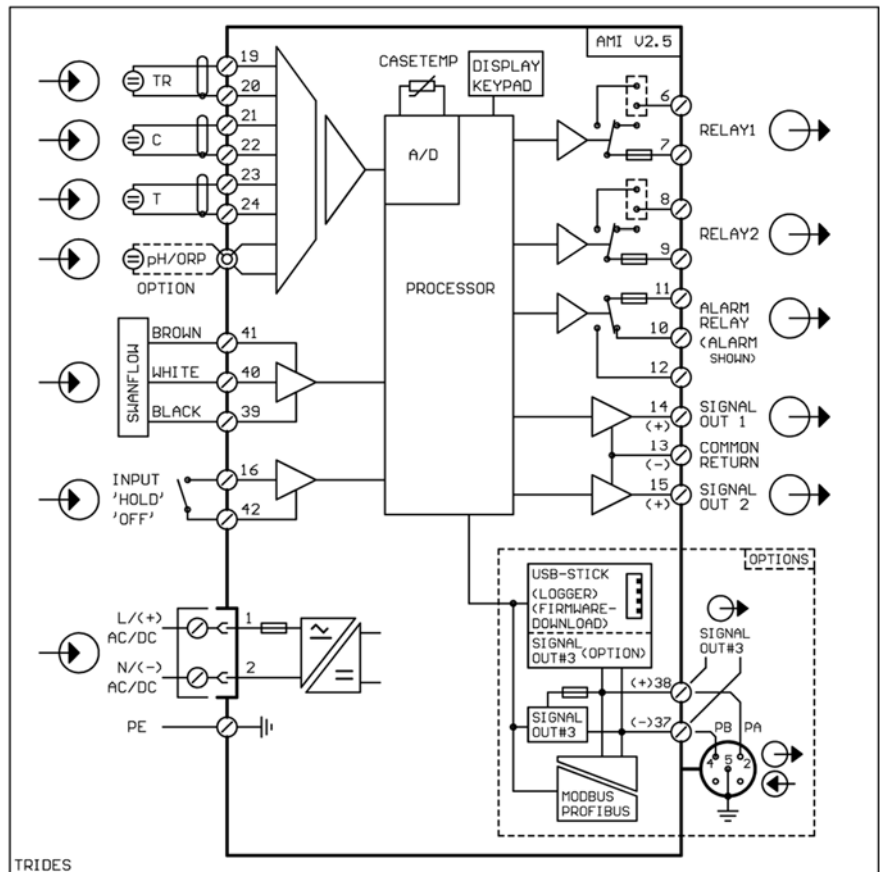 AMI V2.5
19
TR
20
21
C
22
23
T
24
pH/ORP
OPTION
CASETEMP
DISPLAY
KEYPAD
A/D
PROCESSOR
6
RELAY1
7
8
RELAY2
9
11
ALARM
RELAY
10
(ALARM
SHOWN)
12
SWANFLOW
BROWN
41
WHITE
40
BLACK
39
14
(+)
SIGNAL
OUT 1
13
(-)
COMMON
RETURN
15
(+)
SIGNAL
OUT 2
INPUT
'HOLD'
'OFF'
16
42
L/(+)
AC/DC
1
N/(-)
AC/DC
2
PE
OPTIONS
USB-STICK
(LOGGER)
(FIRMWARE-
DOWNLOAD)
SIGNAL
OUT#3 (OPTION)
SIGNAL
OUT#3
(+)38
SIGNAL
OUT#3
(-)37
PB PA
4 5 2
MODBUS
PROFIBUS
TRIDES